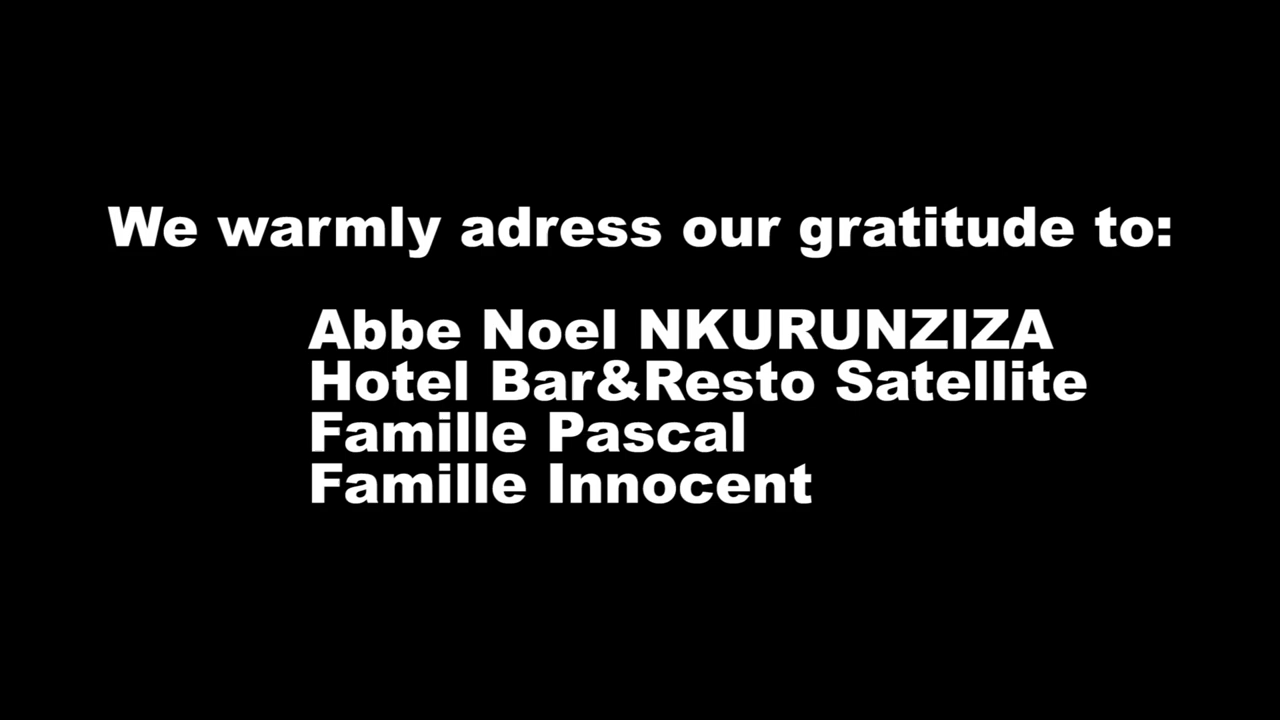 We warmly adress our gratitude to:
Abbe Noel NKURUNZIZA
Hotel Bar&Resto Satellite
Famille Pascal
Famille Innocent